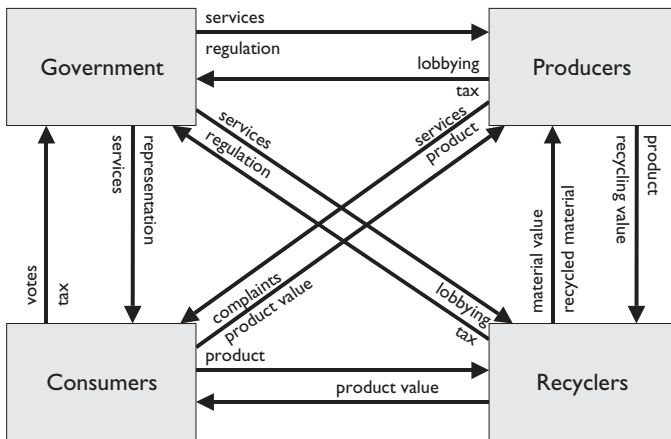 services
Government
regulation
lobbying
Producers
tax
services
regulation
services
product
services
representation
product
recycling value
votes
tax
material value
recycled material
complaints
product value
lobbying
tax
Consumers
product
product value
Recyclers